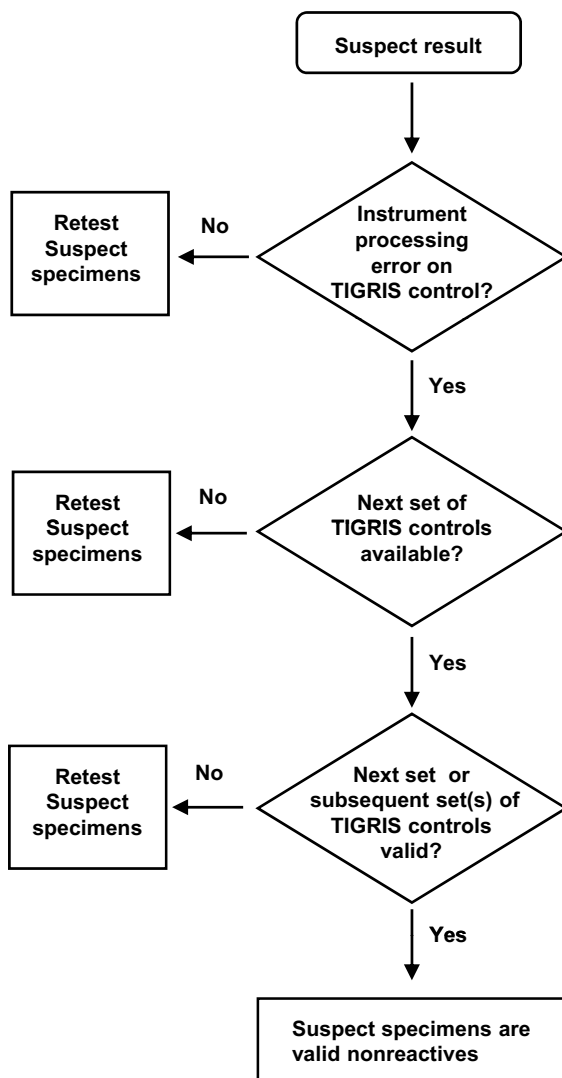 Suspect result
Instrument
processing
error on
TIGRIS control?
No
Retest
Suspect
specimens
Yes
Next set of
TIGRIS controls
available?
No
Retest
Suspect
specimens
Yes
Next set or
subsequent set(s) of
TIGRIS controls
valid?
No
Retest
Suspect
specimens
Yes
Suspect specimens are
valid nonreactives